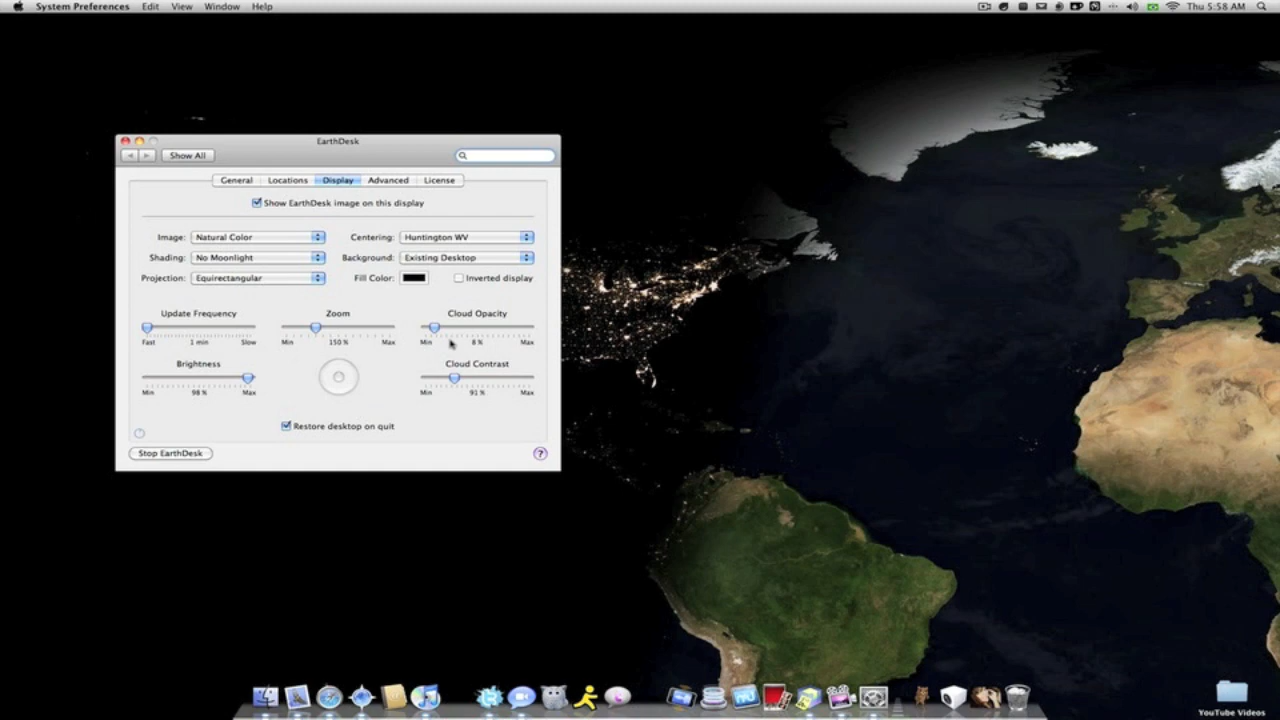 System Preferences Edit View Window Help Thu 5:58 AM
EarthDesk
Show All
General Locations Display Advanced License
Show EarthDesk image on this display
Image: Natural Color Centering: Huntington WV
Shading: No Moonlight Background: Existing Desktop
Projection: Equirectangular Fill Color: Inverted display
Update Frequency Zoom Cloud Opacity
Fast 1 min Slow Min 150 % Max Min 8 % Max
Brightness Cloud Contrast
Min 98 % Max Min 91 % Max
Restore desktop on quit
Stop EarthDesk ?
YouTube Videos